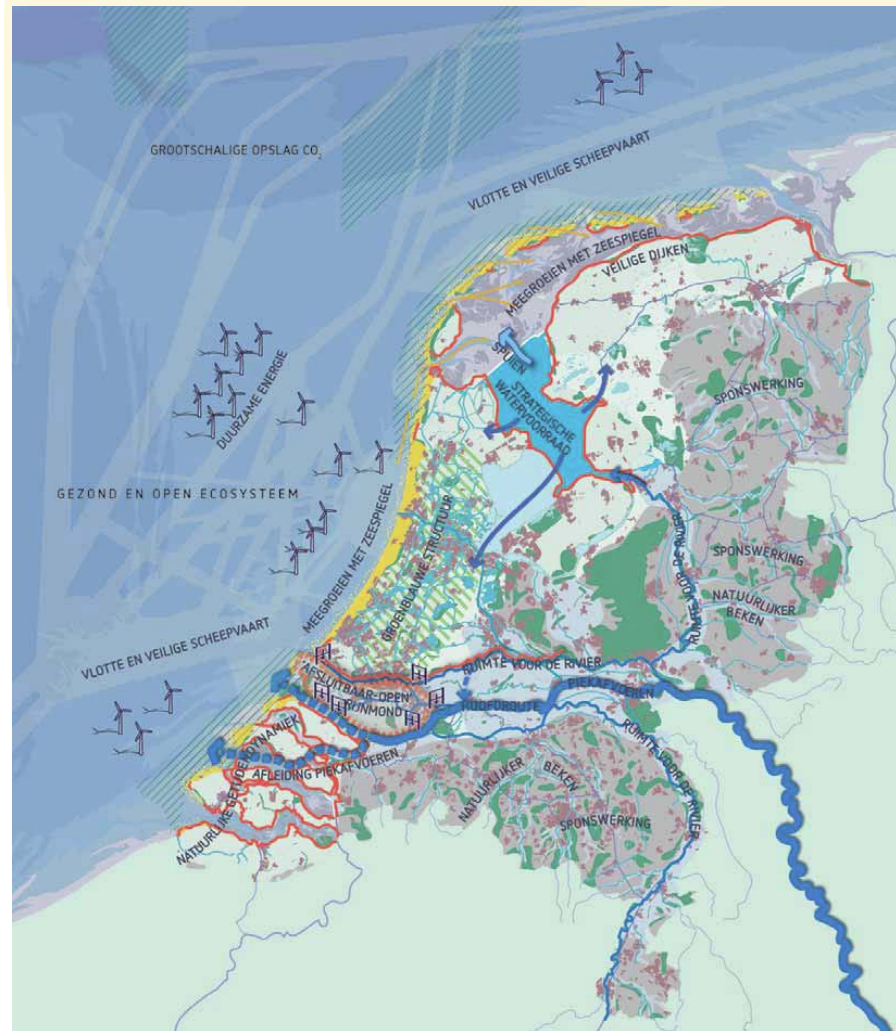 GROOTSCHALIGE OPSLAG CO₂
VLOTTE EN VEILIGE SCHEEPVAART
MEEGROEIEN MET ZEESPIEGEL
VEILIGE DIJKEN
SPUIEN
STRATEGISCHE
WATERVOORRAAD
SPONSWERKING
DUURZAME ENERGIE
GEZOND EN OPEN ECOSYSTEEM
MEEGROEIEN MET ZEESPIEGEL
GROENBLAUWE STRUCTUUR
RUIMTE VOOR DE RIVIER
SPONSWERKING
NATUURLIJKER
BEKEN
VLOTTE EN VEILIGE SCHEEPVAART
RUIMTE VOOR DE RIVIER
'AFSLUITBAAR-OPEN'
RIJNMOND
HOOFDROUTE
PIEKAFVOEREN
AFLEIDING PIEKAFVOEREN
NATUURLIJKE GETIJDENDYNAMIEK
RUIMTE VOOR DE RIVIER
NATUURLIJKER
BEKEN
SPONSWERKING